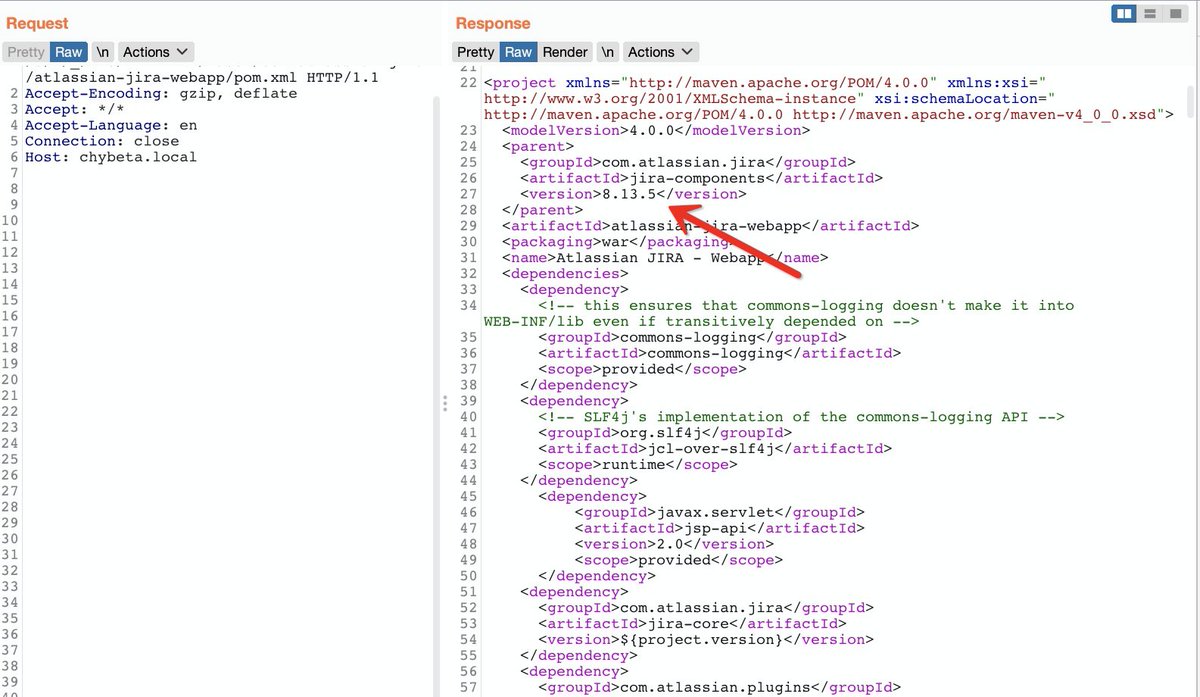 Request
Pretty Raw \n Actions
/atlassian-jira-webapp/pom.xml HTTP/1.1
2 Accept-Encoding: gzip, deflate
3 Accept: */*
4 Accept-Language: en
5 Connection: close
6 Host: chybeta.local
7
8
9
10
11
12
13
14
15
16
17
18
19
20
21
22
23
24
25
26
27
28
29
30
31
32
33
34
35
36
37
38
39
40
Response
Pretty Raw Render \n Actions
21
22 <project xmlns="http://maven.apache.org/POM/4.0.0" xmlns:xsi="
http://www.w3.org/2001/XMLSchema-instance" xsi:schemaLocation="
http://maven.apache.org/POM/4.0.0 http://maven.apache.org/maven-v4_0_0.xsd">
23 <modelVersion>4.0.0</modelVersion>
24 <parent>
25 <groupId>com.atlassian.jira</groupId>
26 <artifactId>jira-components</artifactId>
27 <version>8.13.5</version>
28 </parent>
29 <artifactId>atlassian-jira-webapp</artifactId>
30 <packaging>war</packaging>
31 <name>Atlassian JIRA - Webapp</name>
32 <dependencies>
33 <dependency>
34 <!-- this ensures that commons-logging doesn't make it into
WEB-INF/lib even if transitively depended on -->
35 <groupId>commons-logging</groupId>
36 <artifactId>commons-logging</artifactId>
37 <scope>provided</scope>
38 </dependency>
39 <dependency>
40 <!-- SLF4j's implementation of the commons-logging API -->
41 <groupId>org.slf4j</groupId>
42 <artifactId>jcl-over-slf4j</artifactId>
43 <scope>runtime</scope>
44 </dependency>
45 <dependency>
46 <groupId>javax.servlet</groupId>
47 <artifactId>jsp-api</artifactId>
48 <version>2.0</version>
49 <scope>provided</scope>
50 </dependency>
51 <dependency>
52 <groupId>com.atlassian.jira</groupId>
53 <artifactId>jira-core</artifactId>
54 <version>${project.version}</version>
55 </dependency>
56 <dependency>
57 <groupId>com.atlassian.plugins</groupId>